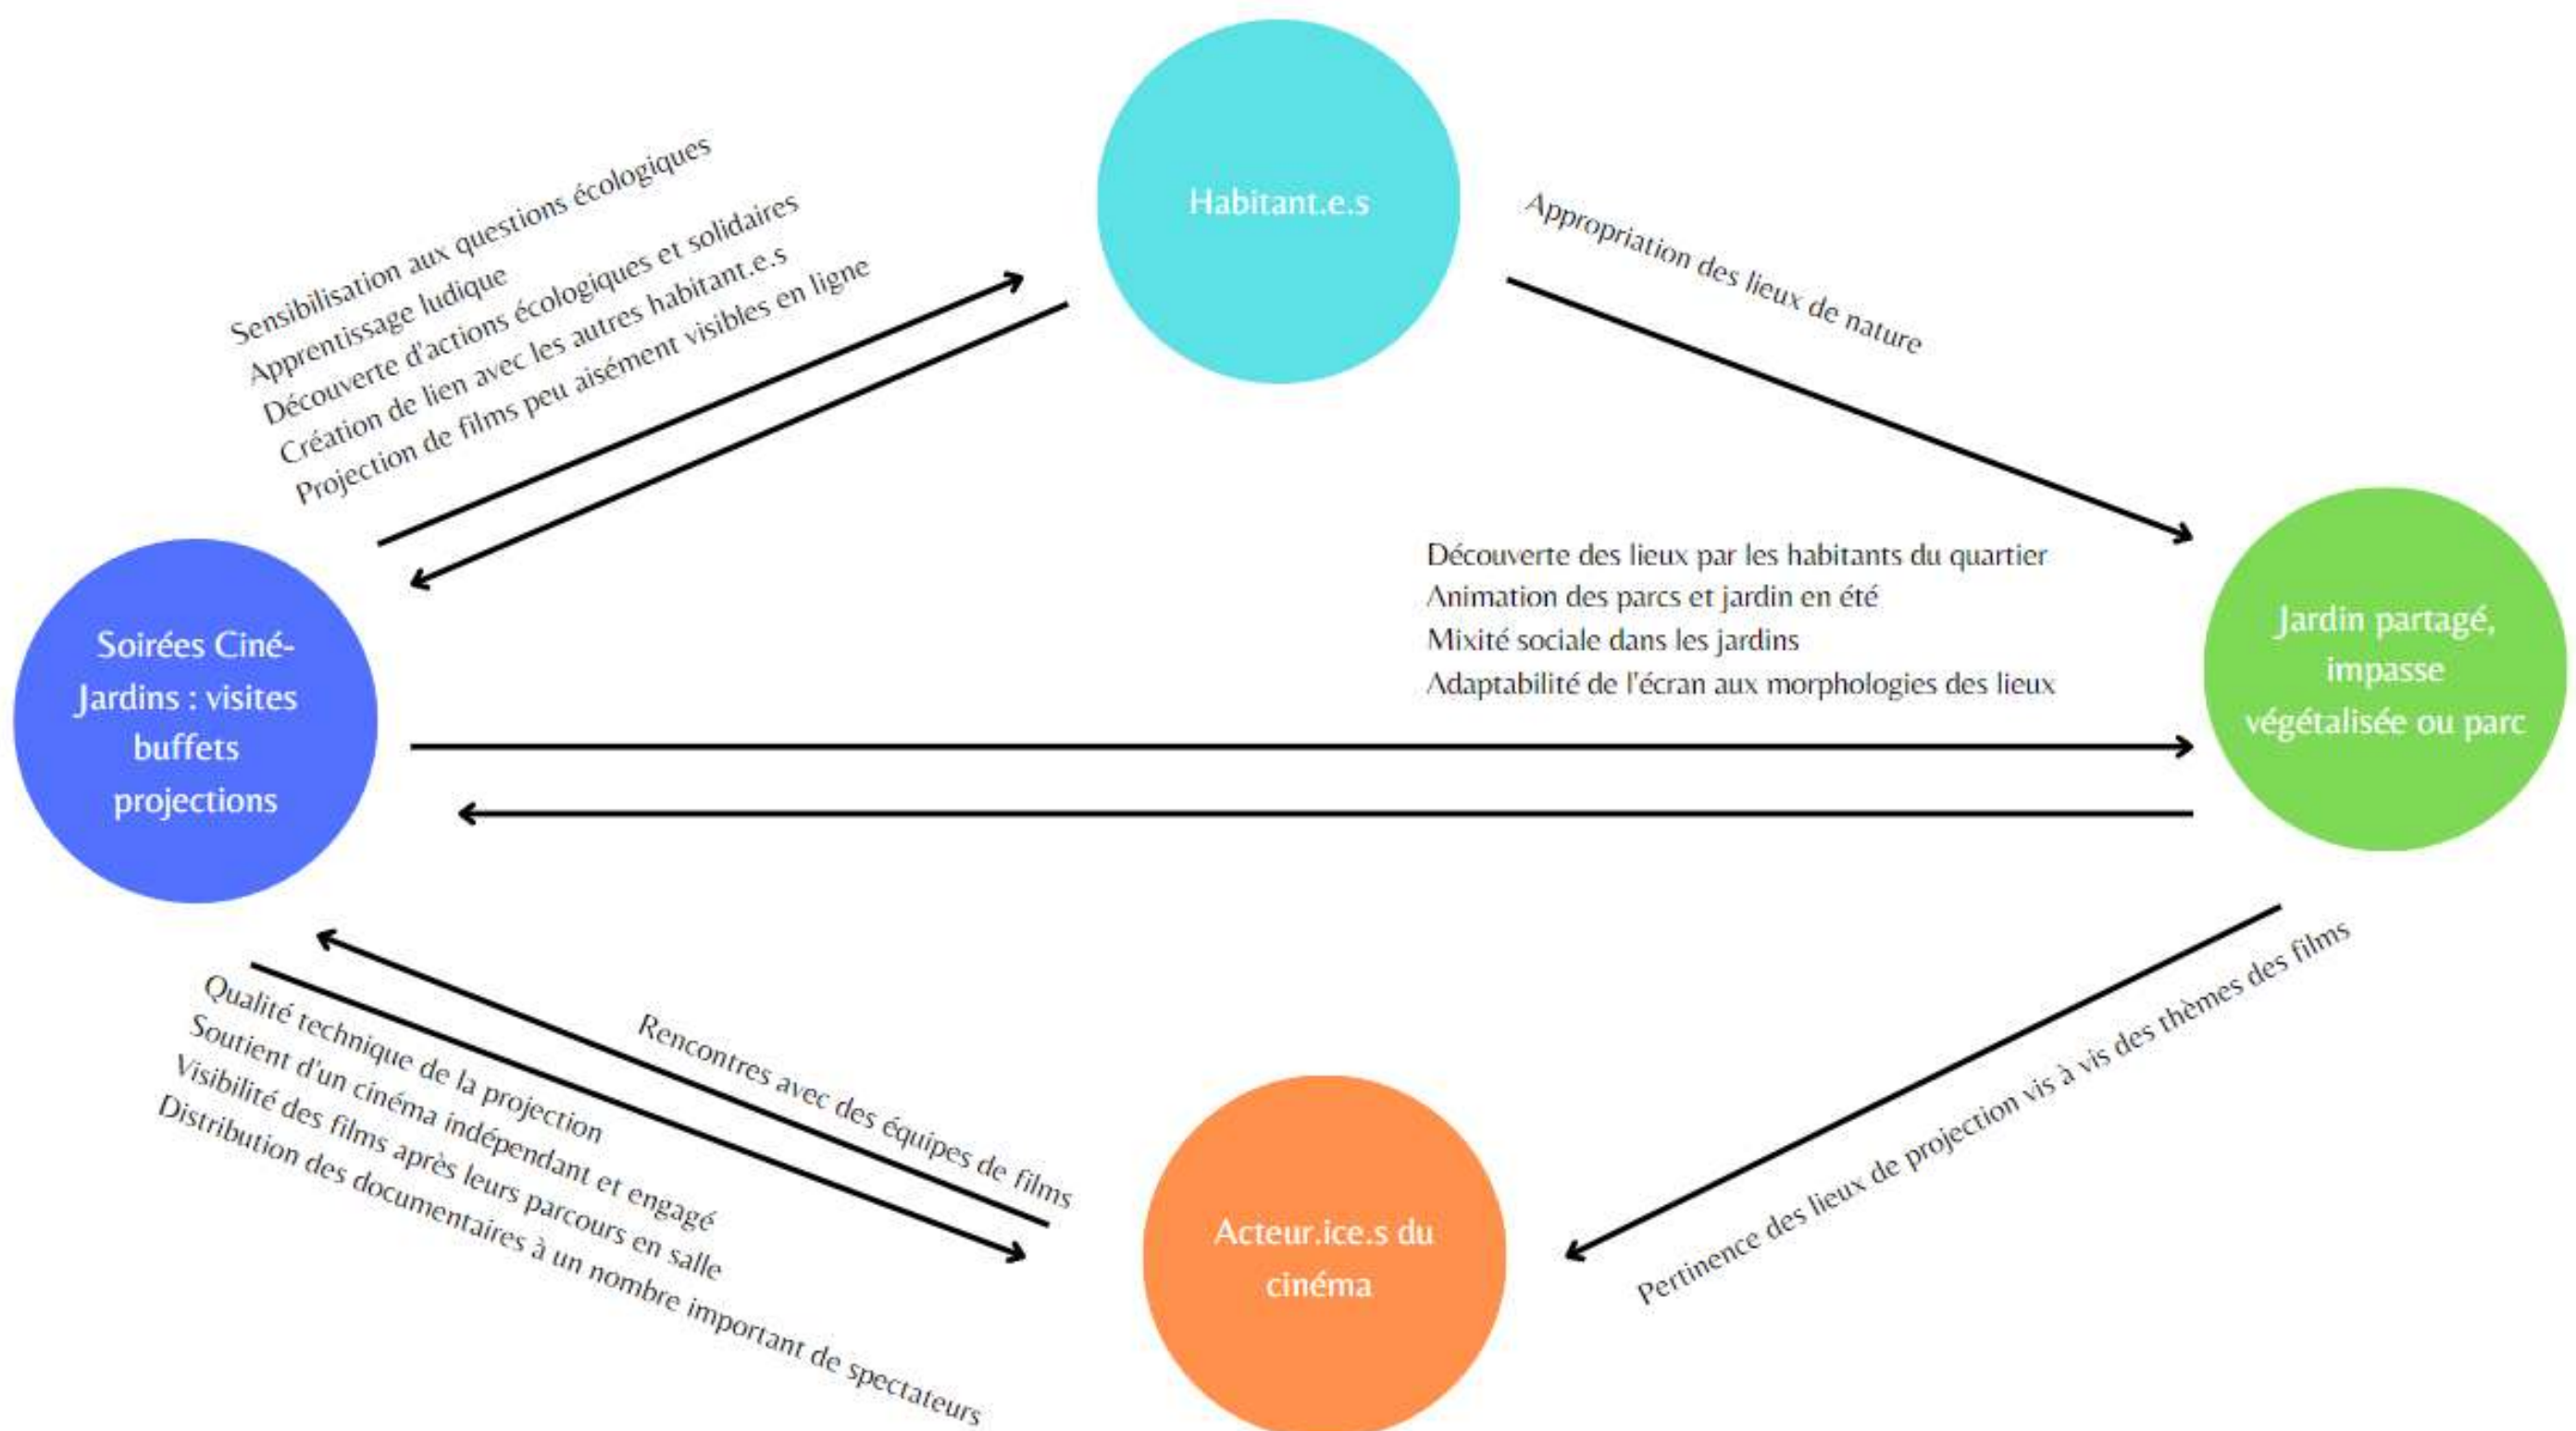 Habitant.e.s
Sensibilisation aux questions écologiques
Apprentissage ludique
Découverte d'actions écologiques et solidaires
Création de lien avec les autres habitant.e.s
Projection de films peu aisément visibles en ligne
Appropriation des lieux de nature
Soirées Ciné-
Jardins : visites
buffets
projections
Découverte des lieux par les habitants du quartier
Animation des parcs et jardin en été
Mixité sociale dans les jardins
Adaptabilité de l'écran aux morphologies des lieux
Jardin partagé,
impasse
végétalisée ou parc
Qualité technique de la projection
Soutient d'un cinéma indépendant et engagé
Visibilité des films après leurs parcours en salle
Distribution des documentaires à un nombre important de spectateurs
Rencontres avec des équipes de films
Acteur.ice.s du
cinéma
Pertinence des lieux de projection vis à vis des thèmes des films